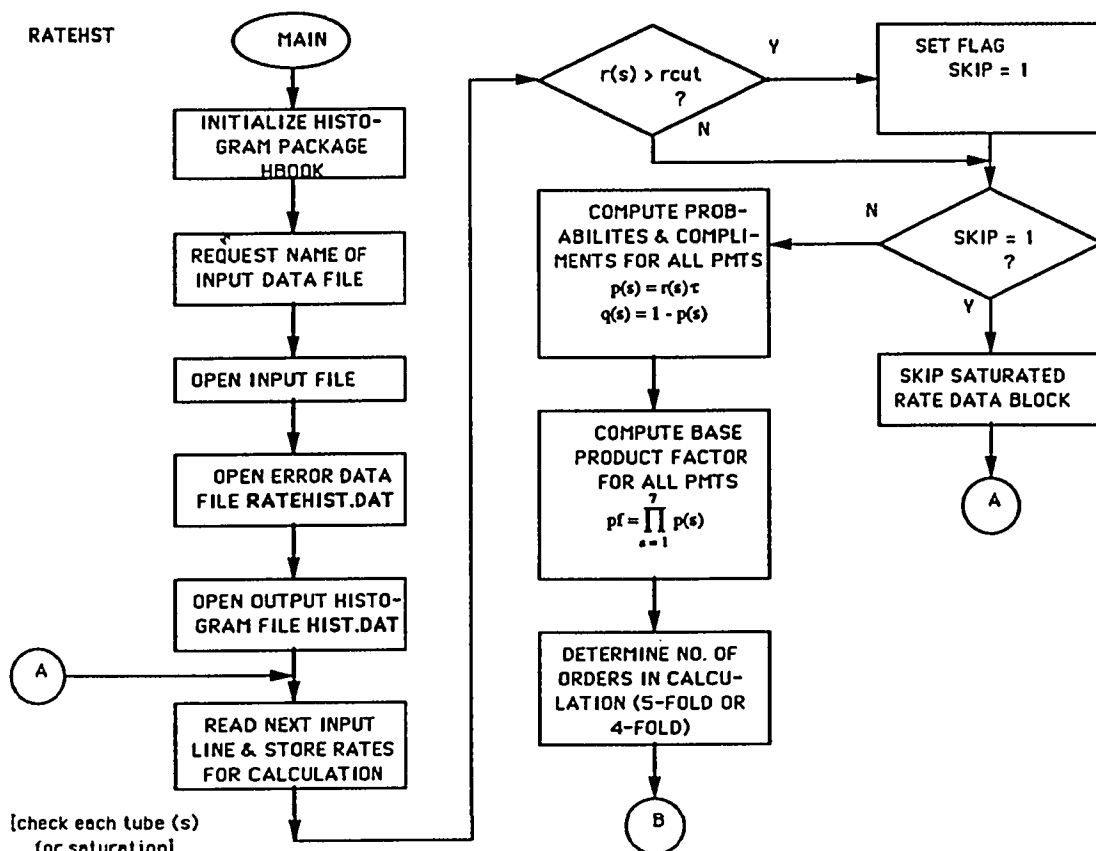 RATEHST
MAIN
INITIALIZE HISTO-
GRAM PACKAGE
HBOOK
REQUEST NAME OF
INPUT DATA FILE
OPEN INPUT FILE
OPEN ERROR DATA
FILE RATEHIST.DAT
OPEN OUTPUT HISTO-
GRAM FILE HIST.DAT
A
READ NEXT INPUT
LINE & STORE RATES
FOR CALCULATION
[check each tube (s)
for saturation]
r(s) > rcut
?
Y
N
SET FLAG
SKIP = 1
SKIP = 1
?
N
Y
SKIP SATURATED
RATE DATA BLOCK
A
COMPUTE PROB-
ABILITES & COMPLI-
MENTS FOR ALL PMTS
p(s) = r(s) τ
q(s) = 1 - p(s)
COMPUTE BASE
PRODUCT FACTOR
FOR ALL PMTS
7
pf = ∏ p(s)
s = 1
DETERMINE NO. OF
ORDERS IN CALCU-
LATION (5-FOLD OR
4-FOLD)
B